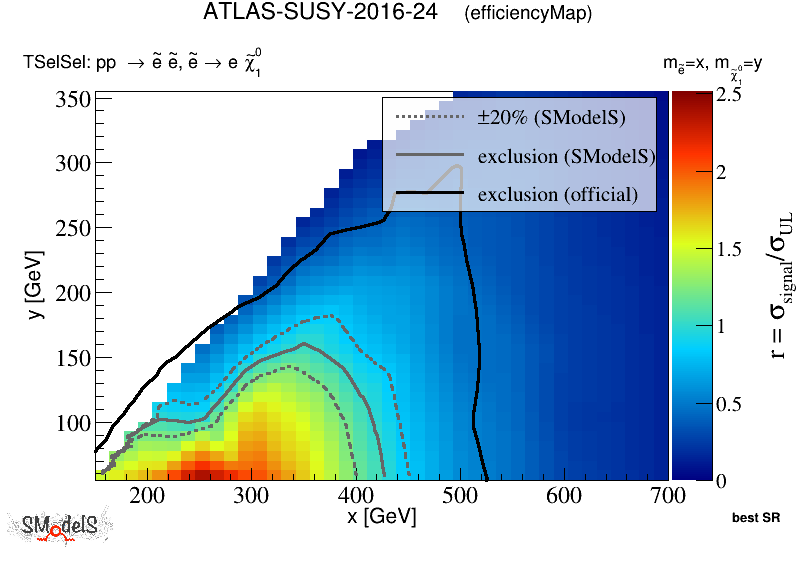 ATLAS-SUSY-2016-24 (efficiencyMap)
TSelSel: pp → ẽ ẽ, ẽ → e χ̃₁⁰
m_ẽ=x, m_χ̃₁⁰=y
±20% (SModelS)
exclusion (SModelS)
exclusion (official)
350
300
250
200
150
100
y [GeV]
200 300 400 500 600 700
x [GeV]
2.5
2
1.5
1
0.5
0
r = σ_signal/σ_UL
best SR
SModelS